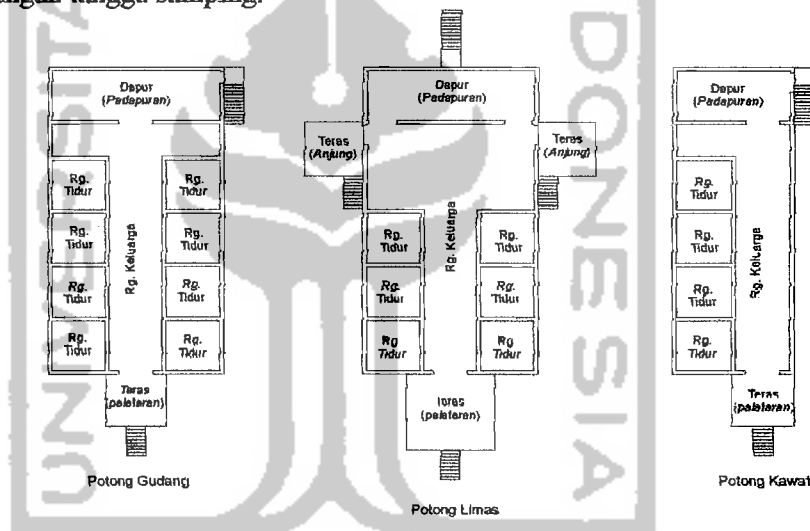 tangga samping.
Dapur
(Padapuran)
Rg.
Tidur
Rg.
Tidur
Rg.
Tidur
Rg.
Tidur
Rg. Keluarga
Rg.
Tidur
Rg.
Tidur
Rg.
Tidur
Rg.
Tidur
Teras
(palataran)
Potong Gudang
Dapur
(Padapuran)
Teras
(Anjung)
Teras
(Anjung)
Rg.
Tidur
Rg.
Tidur
Rg
Tidur
Rg. Keluarga
Rg.
Tidur
Rg.
Tidur
Rg
Tidur
Teras
(palataran)
Potong Limas
Dapur
(Padapuran)
Rg.
Tidur
Rg.
Tidur
Rg.
Tidur
Rg.
Tidur
Rg. Keluarga
Teras
(palataran)
Potong Kawat
DONESIA